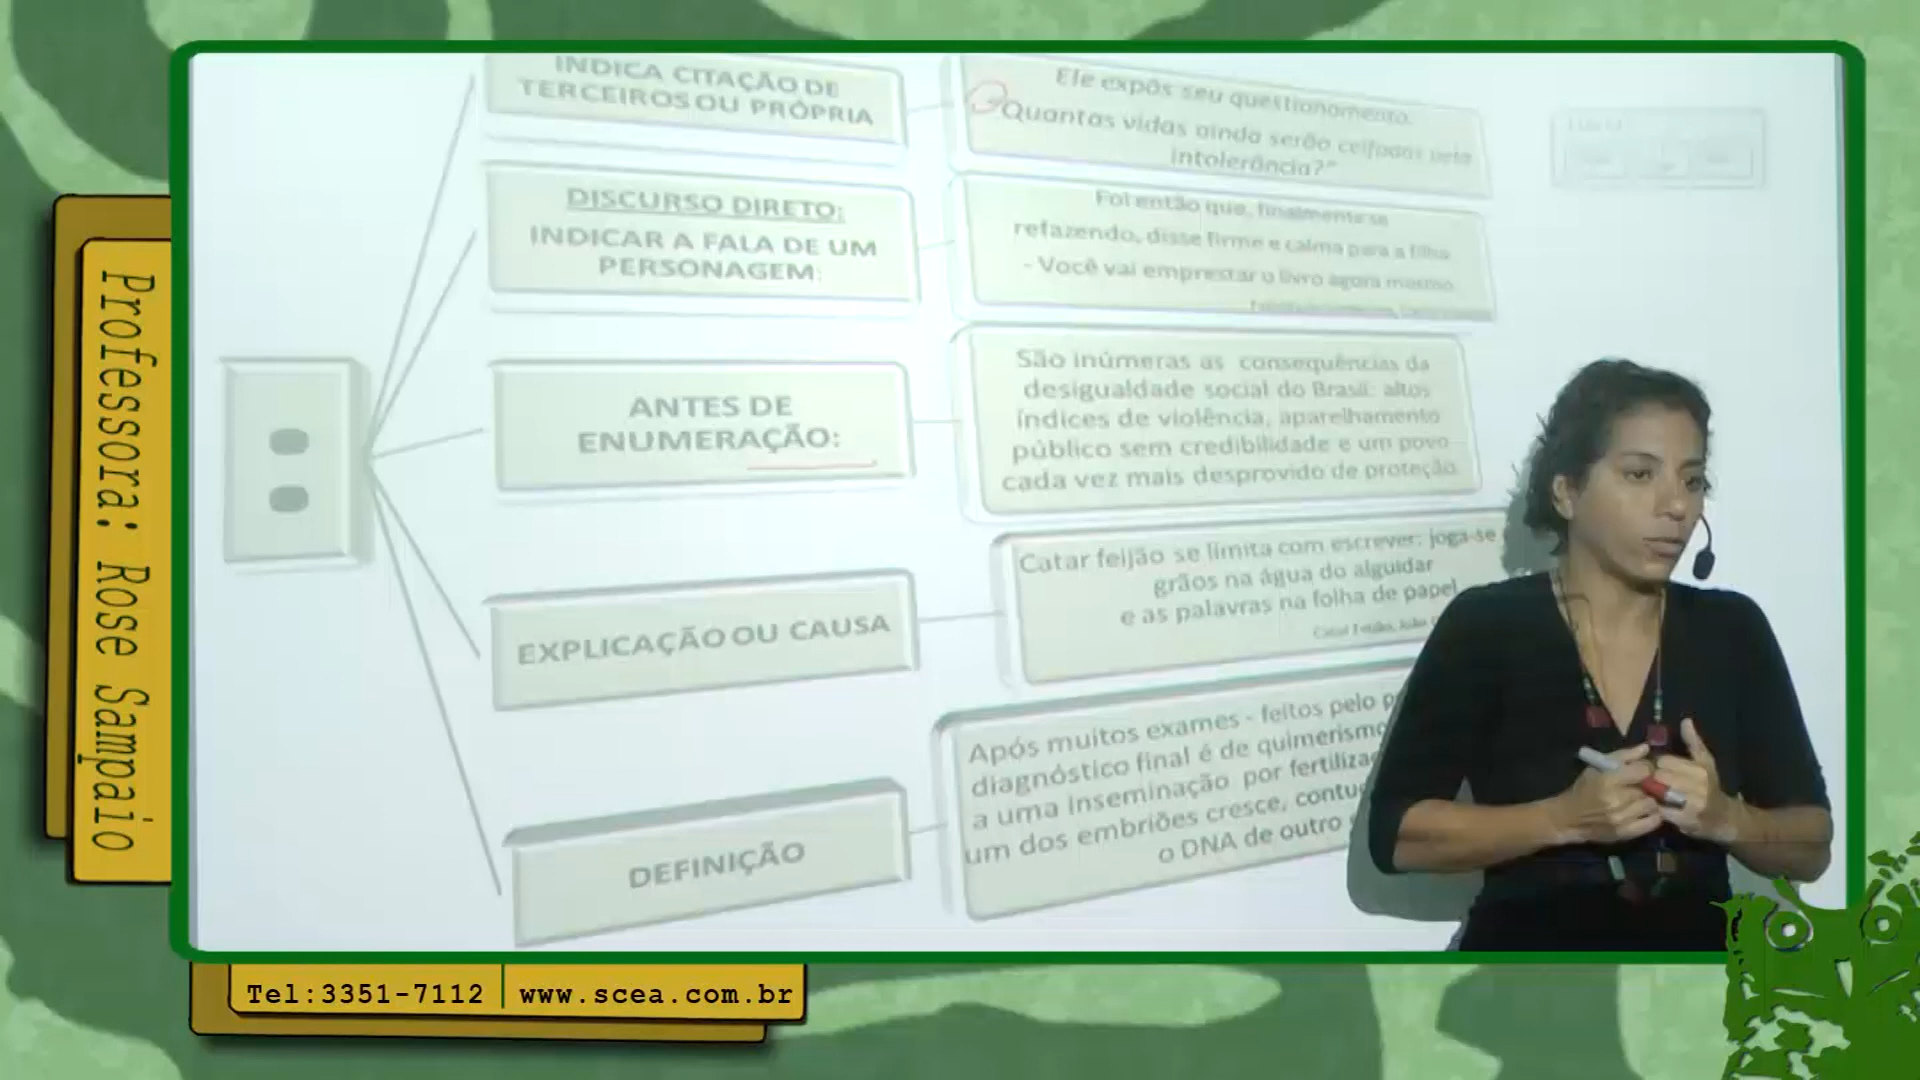 Professora: Rose Sampaio
INDICA CITAÇÃO DE
TERCEIROS OU PRÓPRIA
Ele expôs seu questionamento:
Quantas vidas ainda serão ceifadas pela
intolerância?"
DISCURSO DIRETO:
INDICAR A FALA DE UM
PERSONAGEM:
Foi então que, finalmente se
refazendo, disse firme e calma para a filha
- Você vai emprestar o livro agora mesmo.
:
ANTES DE
ENUMERAÇÃO:
São inúmeras as consequências da
desigualdade social do Brasil: altos
índices de violência, aparelhamento
público sem credibilidade e um povo
cada vez mais desprovido de proteção.
EXPLICAÇÃO OU CAUSA
Catar feijão se limita com escrever: joga-se
grãos na água do alguidar
e as palavras na folha de papel
Catar Feijão, João
DEFINIÇÃO
Após muitos exames - feitos pelo
diagnóstico final é de quimerismo
a uma inseminação por
um dos embriões cresce,
o DNA de outro
Tel:3351-7112 www.scea.com.br